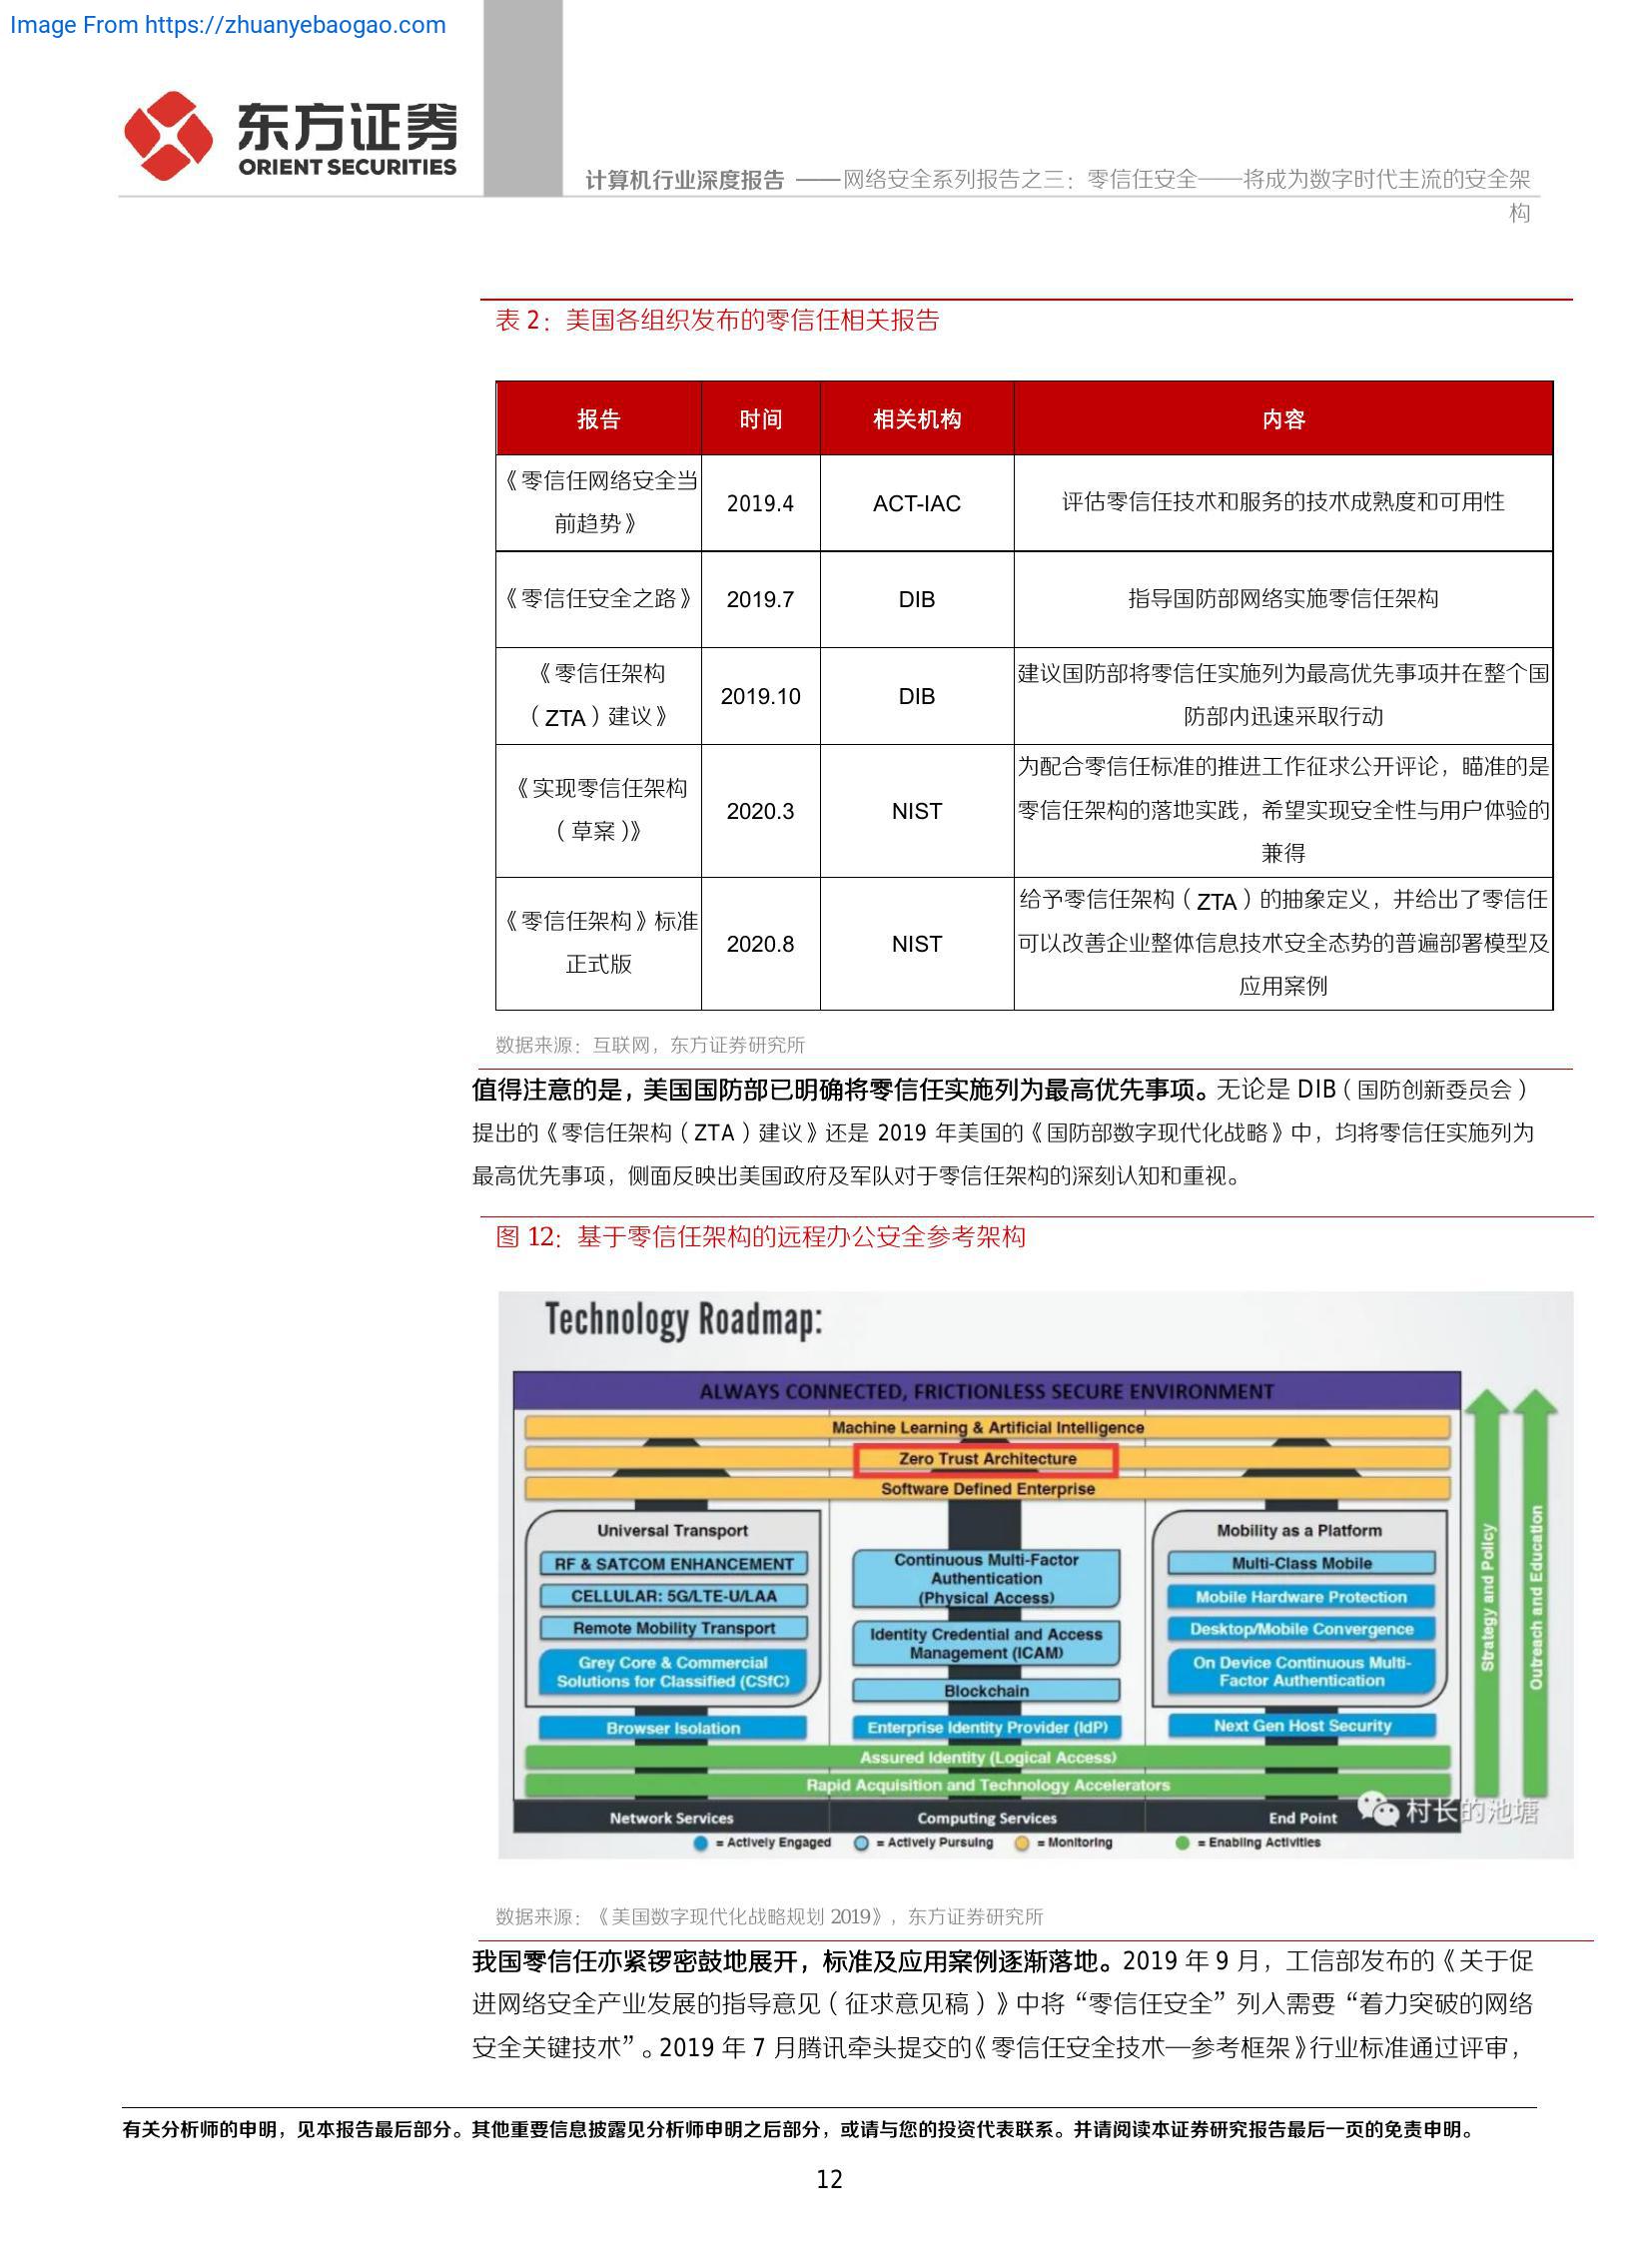 Image From https://zhuanyebaogao.com
东方证券
ORIENT SECURITIES
计算机行业深度报告 ——网络安全系列报告之三：零信任安全——将成为数字时代主流的安全架
构
表 2：美国各组织发布的零信任相关报告
报告 时间 相关机构 内容
《零信任网络安全当
前趋势》
2019.4 ACT-IAC 评估零信任技术和服务的技术成熟度和可用性
《零信任安全之路》 2019.7 DIB 指导国防部网络实施零信任架构
《零信任架构
（ZTA）建议》
2019.10 DIB
建议国防部将零信任实施列为最高优先事项并在整个国
防部内迅速采取行动
《实现零信任架构
（草案）》
2020.3 NIST
为配合零信任标准的推进工作征求公开评论，瞄准的是
零信任架构的落地实践，希望实现安全性与用户体验的
兼得
《零信任架构》标准
正式版
2020.8 NIST
给予零信任架构（ZTA）的抽象定义，并给出了零信任
可以改善企业整体信息技术安全态势的普遍部署模型及
应用案例
数据来源：互联网，东方证券研究所
值得注意的是，美国国防部已明确将零信任实施列为最高优先事项。无论是 DIB（国防创新委员会）
提出的《零信任架构（ZTA）建议》还是 2019 年美国的《国防部数字现代化战略》中，均将零信任实施列为
最高优先事项，侧面反映出美国政府及军队对于零信任架构的深刻认知和重视。
图 12：基于零信任架构的远程办公安全参考架构
Technology Roadmap:
ALWAYS CONNECTED, FRICTIONLESS SECURE ENVIRONMENT
Machine Learning & Artificial Intelligence
Zero Trust Architecture
Software Defined Enterprise
Universal Transport
RF & SATCOM ENHANCEMENT
CELLULAR: 5G/LTE-U/LAA
Remote Mobility Transport
Grey Core & Commercial
Solutions for Classified (CSfC)
Browser Isolation
Continuous Multi-Factor
Authentication
(Physical Access)
Identity Credential and Access
Management (ICAM)
Blockchain
Enterprise Identity Provider (IdP)
Mobility as a Platform
Multi-Class Mobile
Mobile Hardware Protection
Desktop/Mobile Convergence
On Device Continuous Multi-
Factor Authentication
Next Gen Host Security
Assured Identity (Logical Access)
Rapid Acquisition and Technology Accelerators
Network Services
Computing Services
End Point
Strategy and Policy
Outreach and Education
村长的池塘
= Actively Engaged = Actively Pursuing = Monitoring = Enabling Activities
数据来源：《美国数字现代化战略规划 2019》，东方证券研究所
我国零信任亦紧锣密鼓地展开，标准及应用案例逐渐落地。2019 年 9 月，工信部发布的《关于促
进网络安全产业发展的指导意见（征求意见稿）》中将“零信任安全”列入需要“着力突破的网络
安全关键技术”。2019 年 7 月腾讯牵头提交的《零信任安全技术—参考框架》行业标准通过评审，
有关分析师的申明，见本报告最后部分。其他重要信息披露见分析师申明之后部分，或请与您的投资代表联系。并请阅读本证券研究报告最后一页的免责申明。
12